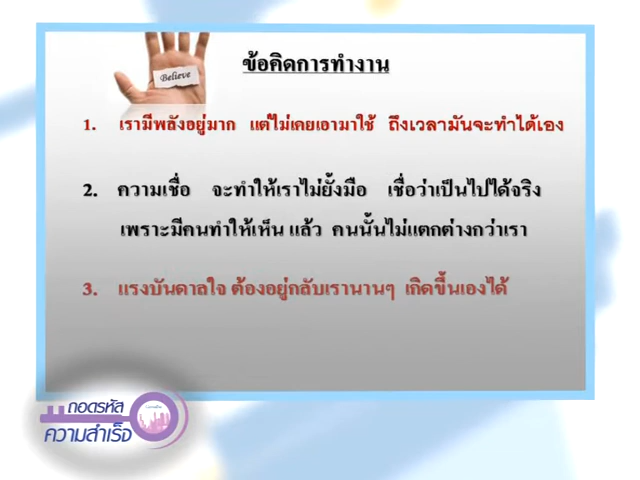 Believe
ข้อคิดการทำงาน
1. เรามีพลังอยู่มาก แต่ไม่เคยเอามาใช้ ถึงเวลามันจะทำได้เอง
2. ความเชื่อ จะทำให้เราไม่ยั้งมือ เชื่อว่าเป็นไปได้จริง
เพราะมีคนทำให้เห็น แล้ว คนนั้นไม่แตกต่างกว่าเรา
3. แรงบันดาลใจ ต้องอยู่กลับเรานานๆ เกิดขึ้นเองได้
ถอดรหัส
ความสำเร็จ